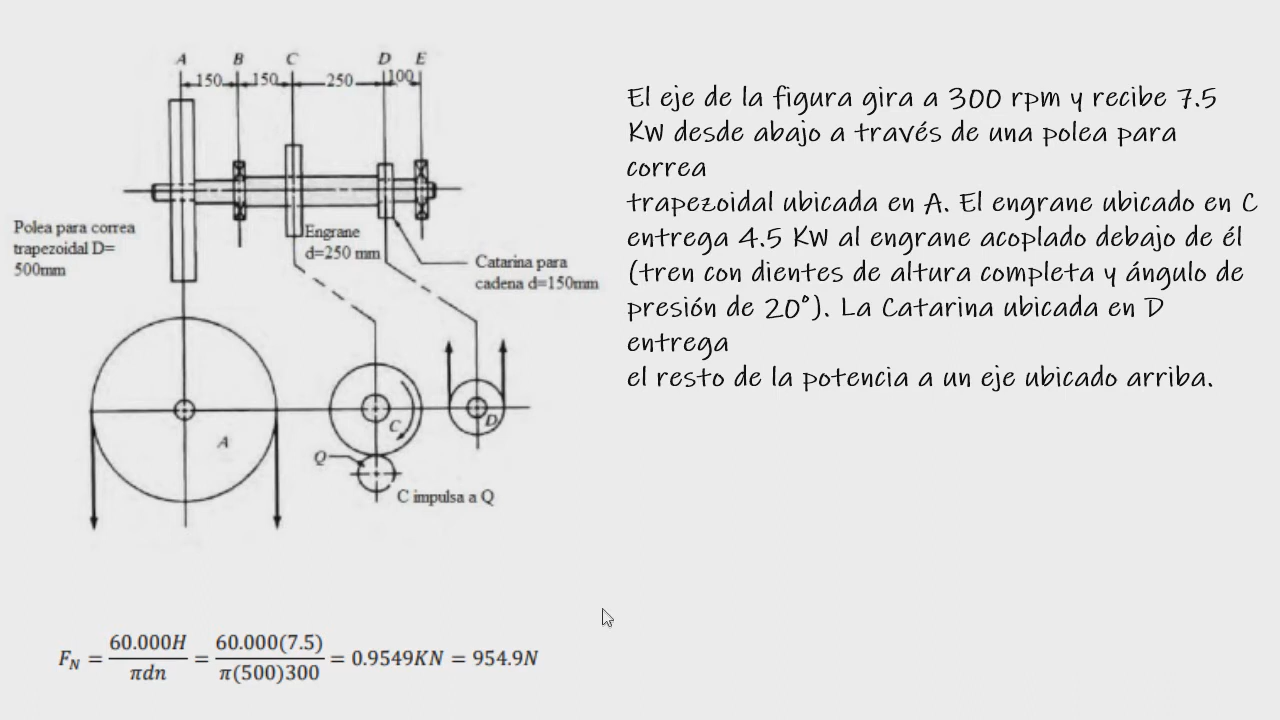 A B C D E
150 150 250 100
Polea para correa
trapezoidal D=
500mm
Engrane
d=250 mm
Catarina para
cadena d=150mm
A
C
D
Q
C impulsa a Q
El eje de la figura gira a 300 rpm y recibe 7.5
KW desde abajo a través de una polea para
correa
trapezoidal ubicada en A. El engrane ubicado en C
entrega 4.5 KW al engrane acoplado debajo de él
(tren con dientes de altura completa y ángulo de
presión de 20°). La Catarina ubicada en D
entrega
el resto de la potencia a un eje ubicado arriba.
F_N = 60.000H / πdn = 60.000(7.5) / π(500)300 = 0.9549KN = 954.9N